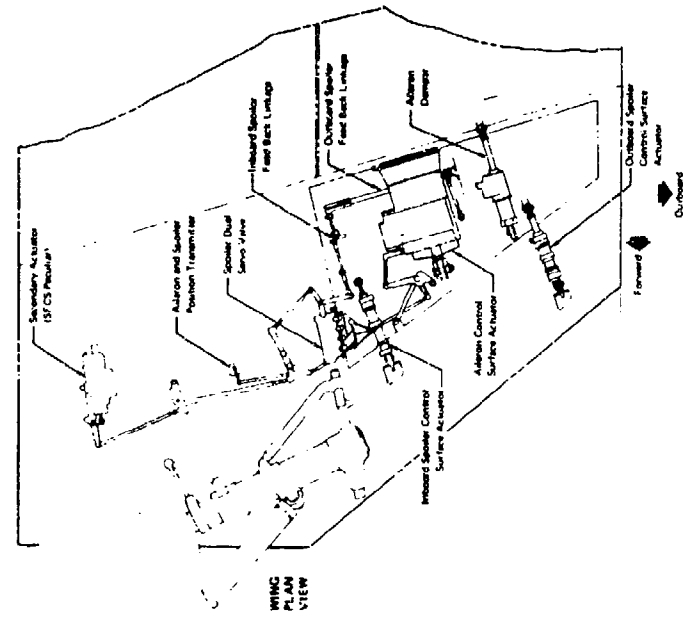 Secondary Actuator
(SFCS Peculiar)
Aileron and Spoiler
Position Transmitter
Spoiler Dual
Servo Valve
Inboard Spoiler
Feed Back Linkage
Outboard Spoiler
Feed Back Linkage
Aileron
Damper
Outboard Spoiler
Control Surface
Actuator
Aileron Control
Surface Actuator
Inboard Spoiler Control
Surface Actuator
Forward
Outboard
WING
PLAN
VIEW